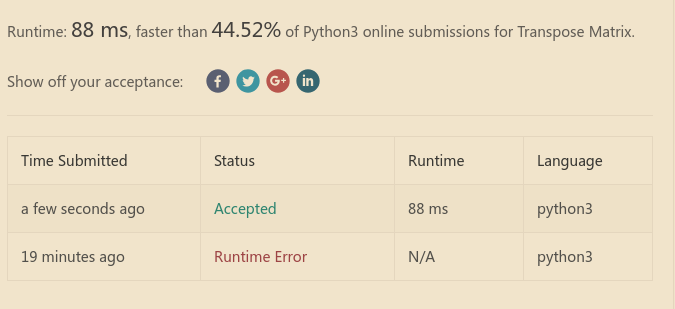 Runtime: 88 ms, faster than 44.52% of Python3 online submissions for Transpose Matrix.
Show off your acceptance: f G+ in
Time Submitted Status Runtime Language
a few seconds ago Accepted 88 ms python3
19 minutes ago Runtime Error N/A python3